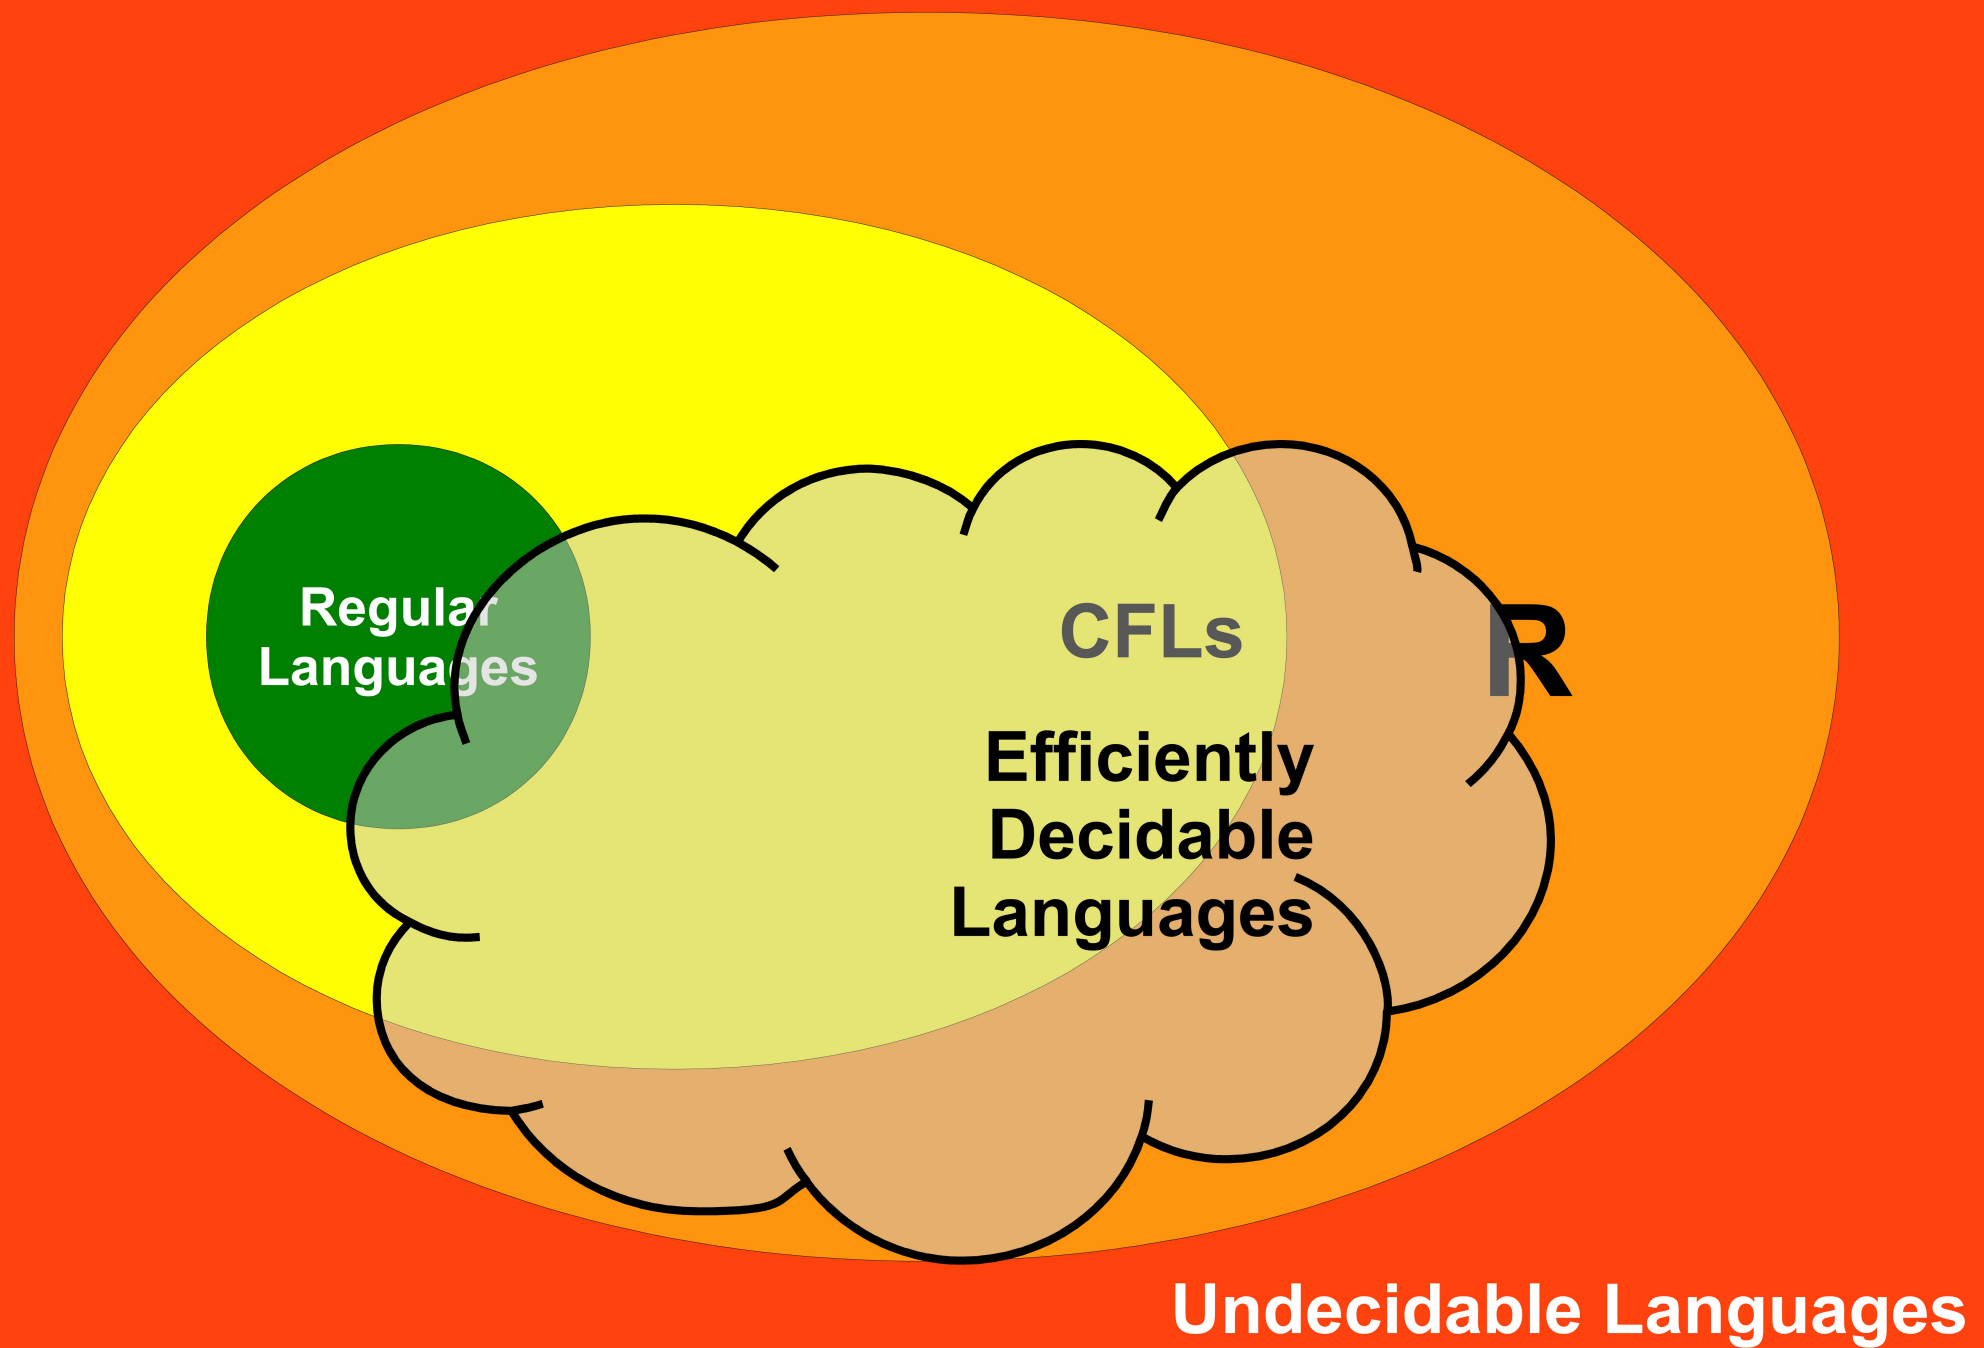 Regular
Languages
CFLs
R
Efficiently
Decidable
Languages
Undecidable Languages